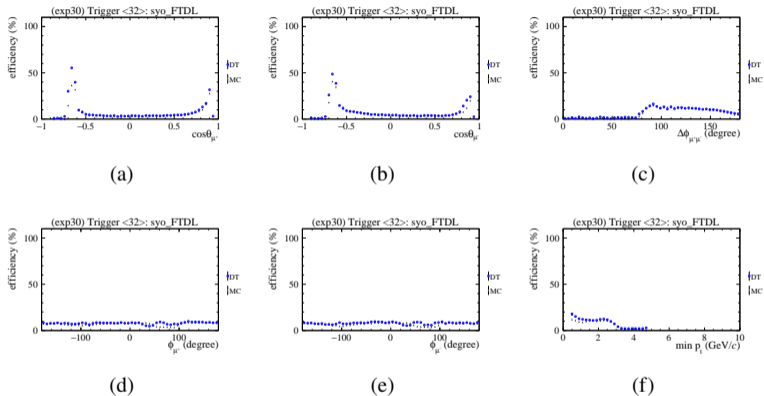 (exp30) Trigger <32>: syo_FTDL
efficiency (%)
100
50
0
−1 −0.5 0 0.5 1
cosθμ
DT
MC
(a)
(exp30) Trigger <32>: syo_FTDL
efficiency (%)
100
50
0
−1 −0.5 0 0.5 1
cosθμ
DT
MC
(b)
(exp30) Trigger <32>: syo_FTDL
efficiency (%)
100
50
0
0 50 100 150
Δϕμμ (degree)
DT
MC
(c)
(exp30) Trigger <32>: syo_FTDL
efficiency (%)
100
50
0
−100 0 100
ϕμ (degree)
DT
MC
(d)
(exp30) Trigger <32>: syo_FTDL
efficiency (%)
100
50
0
−100 0 100
ϕμ (degree)
DT
MC
(e)
(exp30) Trigger <32>: syo_FTDL
efficiency (%)
100
50
0
0 2 4 6 8 10
min pt (GeV/c)
DT
MC
(f)